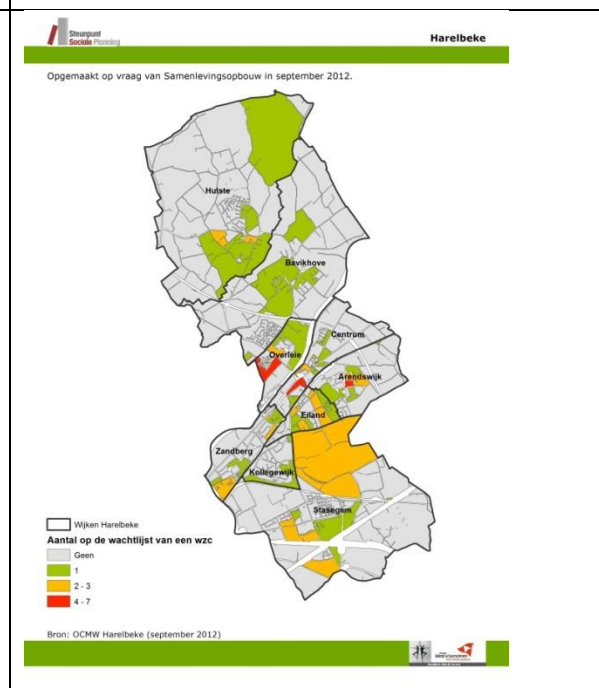 Steunpunt
Sociale Planning
Harelbeke
Opgemaakt op vraag van Samenlevingsopbouw in september 2012.
Hulste
Bavikhove
Centrum
Overleie
Arendswijk
Eiland
Zandberg
Kollegewijk
Stasegem
Wijken Harelbeke
Aantal op de wachtlijst van een wzc
Geen
1
2 - 3
4 - 7
Bron: OCMW Harelbeke (september 2012)